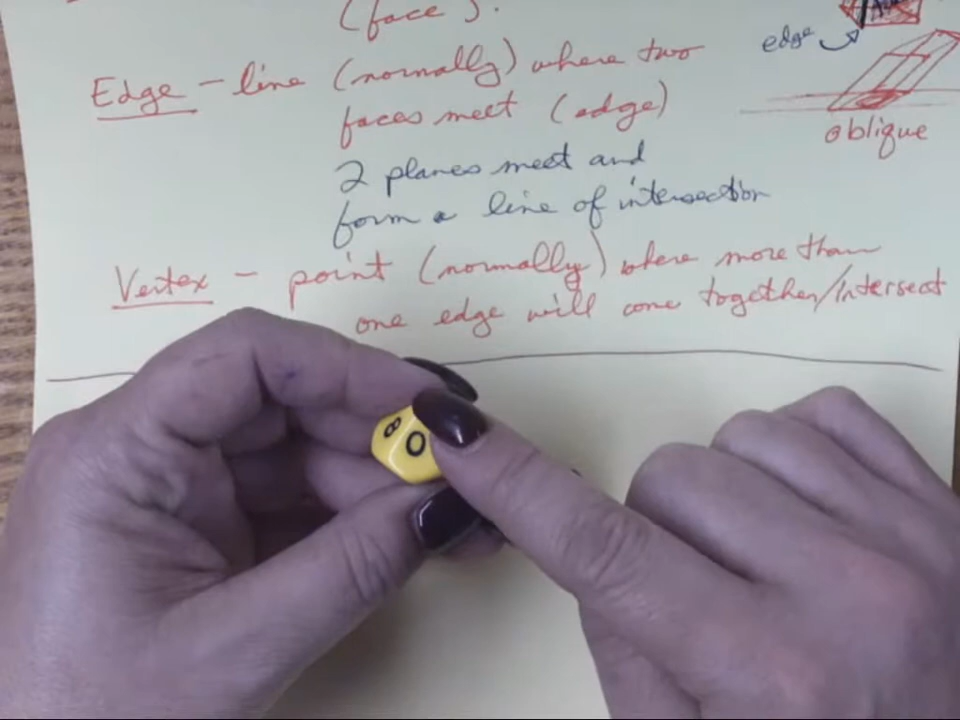 (face).
Edge - line (normally) where two
faces meet (edge)
2 planes meet and
form a line of intersection
Vertex - point (normally) where more than
one edge will come together/intersect
edge
oblique
8
0